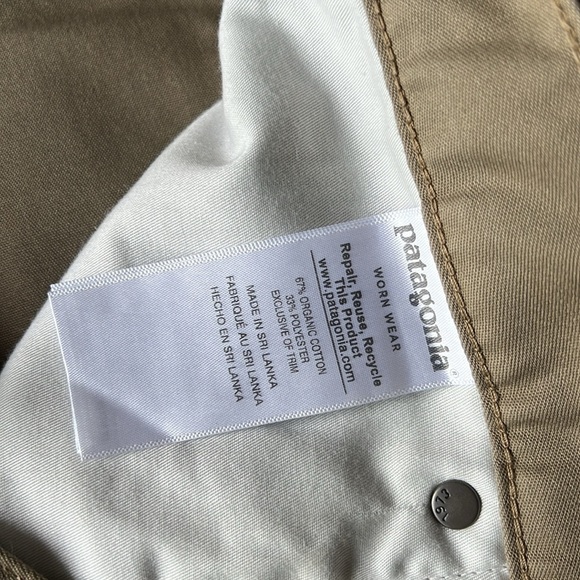 patagonia®
WORN WEAR
Repair, Reuse, Recycle
This Product
www.patagonia.com
67% ORGANIC COTTON
33% POLYESTER
EXCLUSIVE OF TRIM
MADE IN SRI LANKA
FABRIQUÉ AU SRI LANKA
HECHO EN SRI LANKA